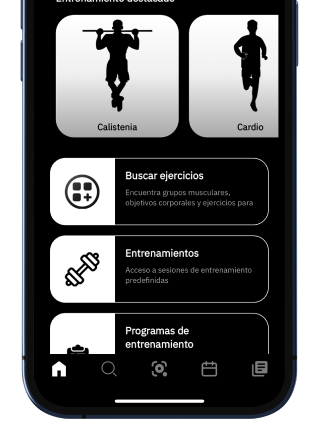 Entrenamiento destacado
Calistenia
Cardio
Buscar ejercicios
Encuentra grupos musculares,
objetivos corporales y ejercicios para
Entrenamientos
Acceso a sesiones de entrenamiento
predefinidas
Programas de
entrenamiento